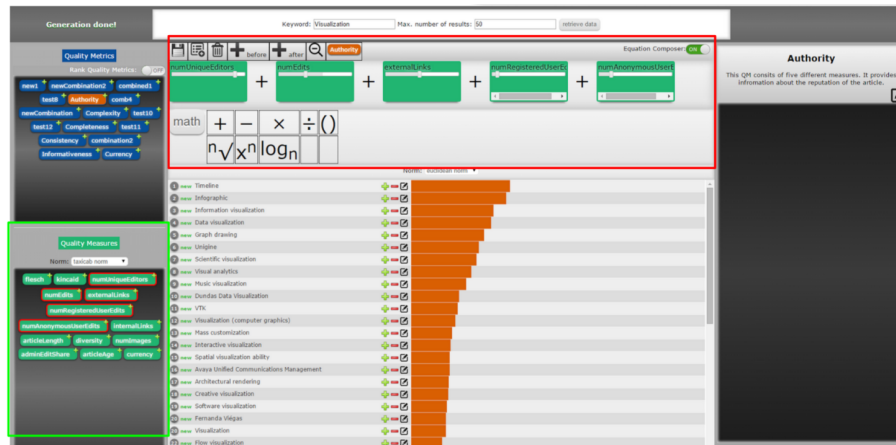 Generation done!
Keyword: Visualization Max. number of results: 50 retrieve data
Quality Metrics
Rank Quality Metrics: OFF
new1 newCombination2 combined1
test8 Authority comb4
newCombination Complexity test10
test12 Completeness test11
Consistency combination2
Informativeness Currency
before after Authority Equation Composer: ON
numUniqueEditors + numEdits + externalLinks + numRegisteredUserEc + numAnonymousUserE
math + − × ÷ ()
n√ xn logn
Norm: euclidean norm
Authority
This QM consits of five different measures. It provides
infromation about the reputation of the article.
Quality Measures
Norm: taxicab norm
flesch kincaid numUniqueEditors
numEdits externalLinks
numRegisteredUserEdits
numAnonymousUserEdits internalLinks
articleLength diversity numImages
adminEditShare articleAge currency
1 new Timeline
2 new Infographic
3 new Information visualization
4 new Data visualization
5 new Graph drawing
6 new Unigine
7 new Scientific visualization
8 new Visual analytics
9 new Music visualization
10 new Dundas Data Visualization
11 new VTK
12 new Visualization (computer graphics)
13 new Mass customization
14 new Interactive visualization
15 new Spatial visualization ability
16 new Avaya Unified Communications Management
17 new Architectural rendering
18 new Creative visualization
19 new Software visualization
20 new Fernanda Viégas
21 new Visualization
22 new Flow visualization